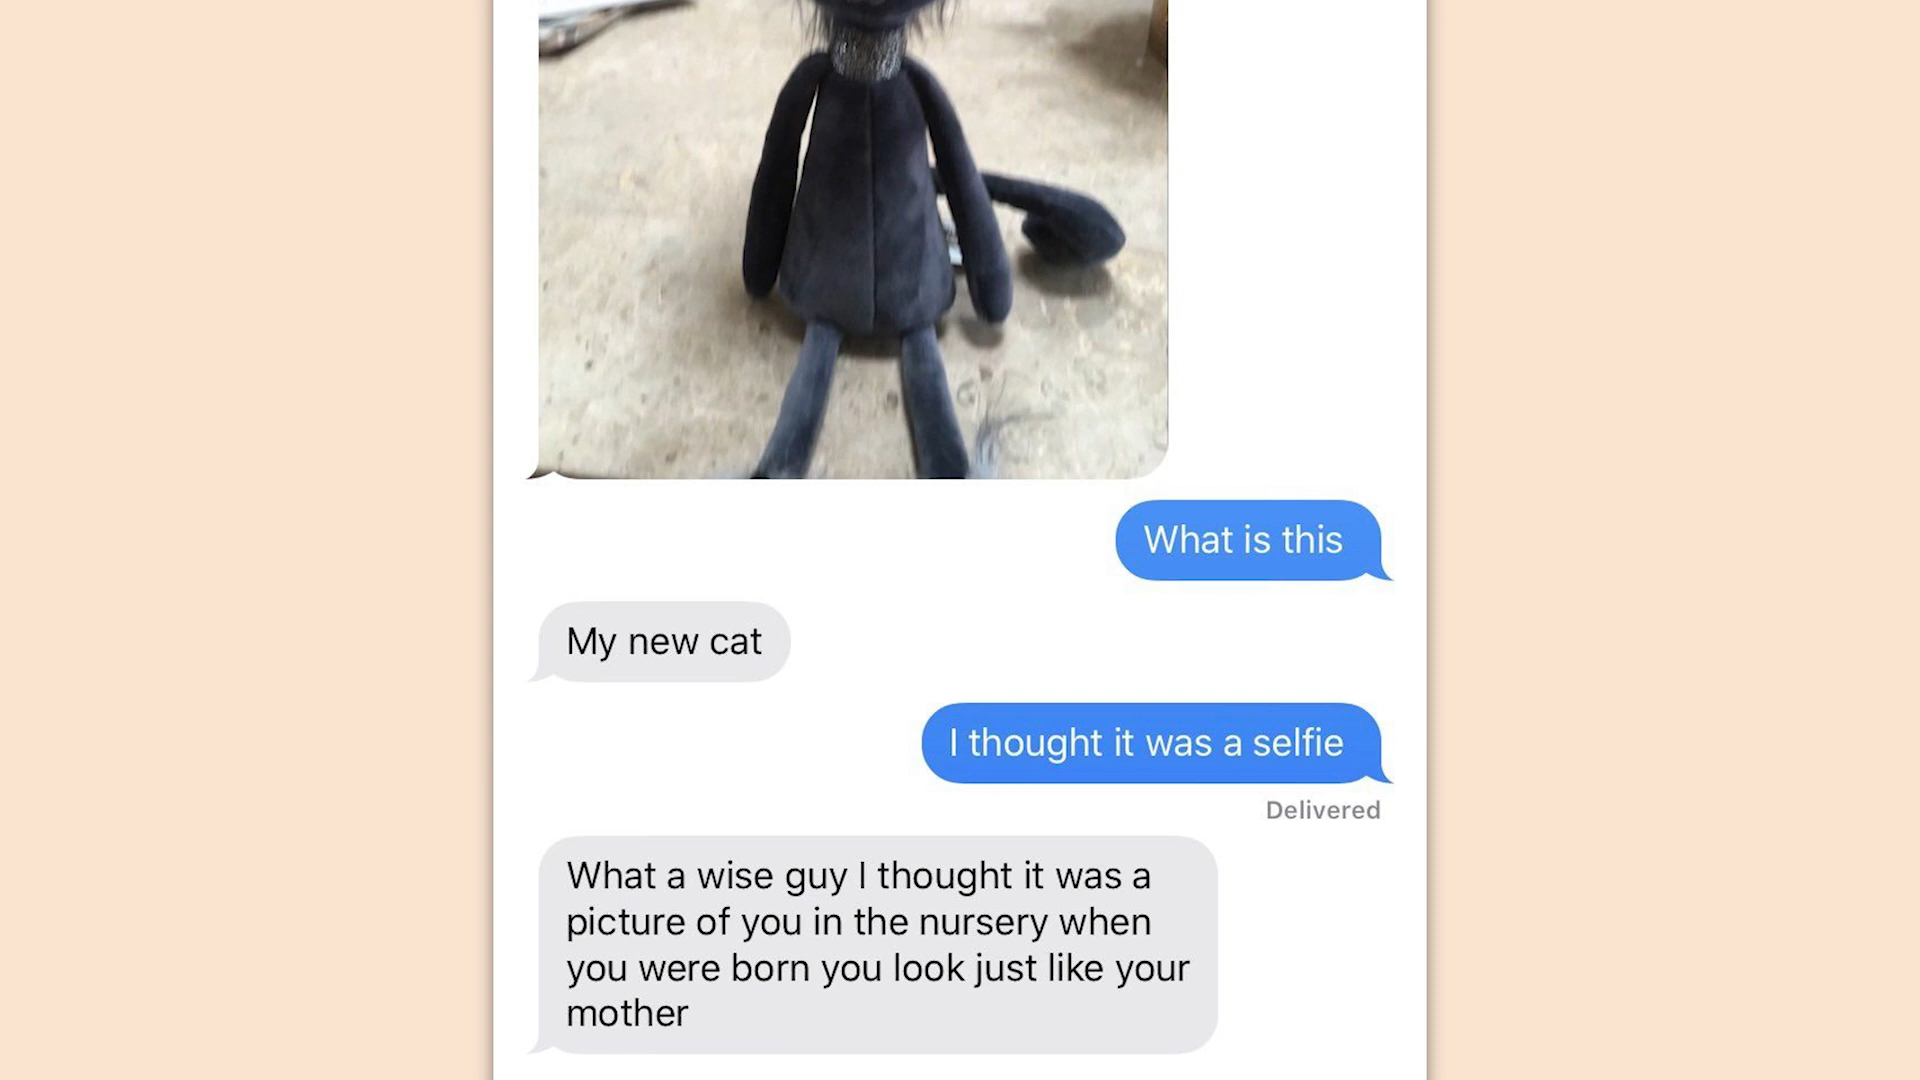 What is this
My new cat
I thought it was a selfie
Delivered
What a wise guy I thought it was a
picture of you in the nursery when
you were born you look just like your
mother